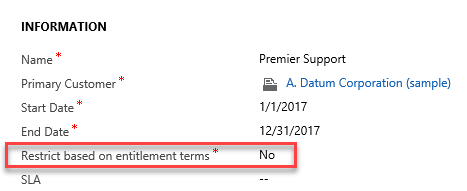 INFORMATION
Name * Premier Support
Primary Customer * A. Datum Corporation (sample)
Start Date * 1/1/2017
End Date * 12/31/2017
Restrict based on entitlement terms * No
SLA --